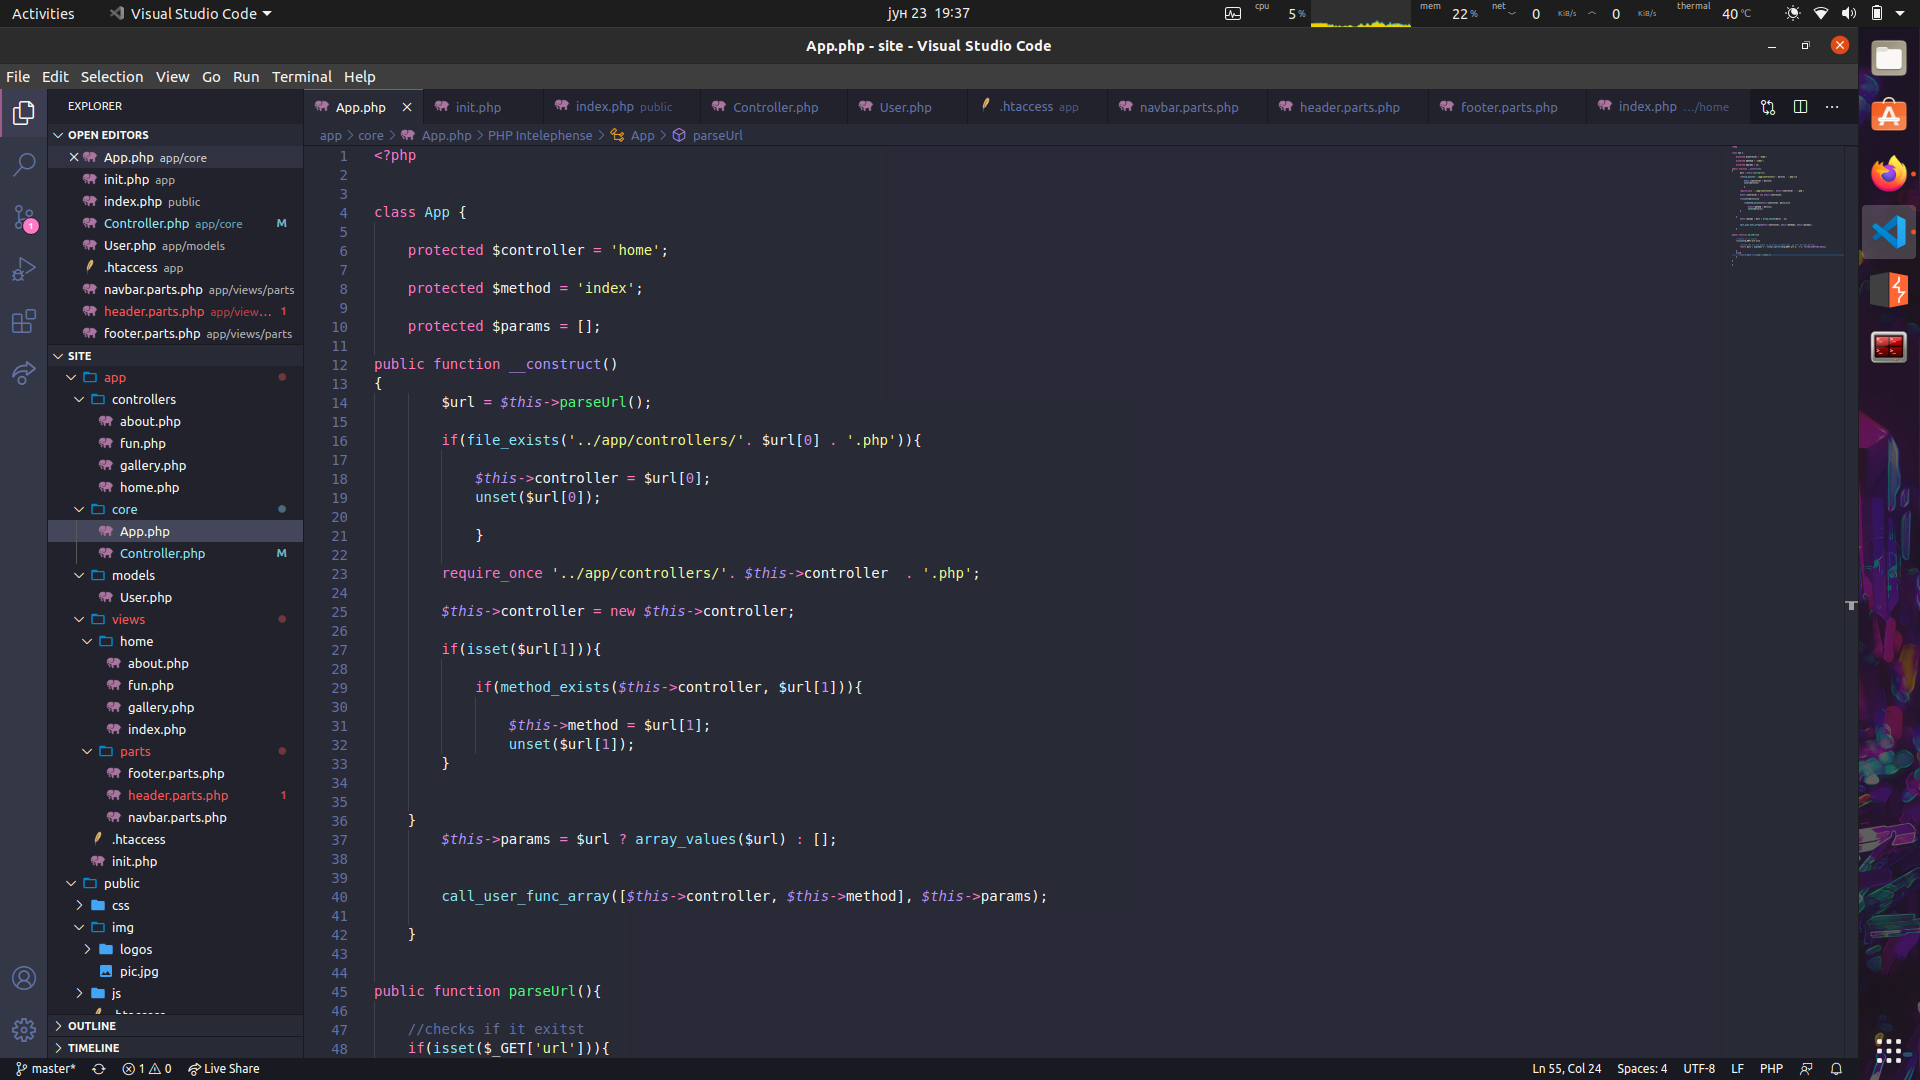 Activities Visual Studio Code јун 23 19:37 cpu 5 % mem 22 % net 0 KiB/s 0 KiB/s thermal 40 °C
App.php - site - Visual Studio Code
File Edit Selection View Go Run Terminal Help
EXPLORER
OPEN EDITORS
App.php app/core
init.php app
index.php public
Controller.php app/core M
User.php app/models
.htaccess app
navbar.parts.php app/views/parts
header.parts.php app/view... 1
footer.parts.php app/views/parts
SITE
app
controllers
about.php
fun.php
gallery.php
home.php
core
App.php
Controller.php M
models
User.php
views
home
about.php
fun.php
gallery.php
index.php
parts
footer.parts.php
header.parts.php 1
navbar.parts.php
.htaccess
init.php
public
css
img
logos
pic.jpg
js
OUTLINE
TIMELINE
App.php init.php index.php public Controller.php User.php .htaccess app navbar.parts.php header.parts.php footer.parts.php index.php .../home
app > core > App.php > PHP Intelephense > App > parseUrl
1 <?php
2
3
4 class App {
5
6 protected $controller = 'home';
7
8 protected $method = 'index';
9
10 protected $params = [];
11
12 public function __construct()
13 {
14 $url = $this->parseUrl();
15
16 if(file_exists('../app/controllers/'. $url[0] . '.php')){
17
18 $this->controller = $url[0];
19 unset($url[0]);
20
21 }
22
23 require_once '../app/controllers/'. $this->controller . '.php';
24
25 $this->controller = new $this->controller;
26
27 if(isset($url[1])){
28
29 if(method_exists($this->controller, $url[1])){
30
31 $this->method = $url[1];
32 unset($url[1]);
33 }
34
35
36 }
37 $this->params = $url ? array_values($url) : [];
38
39
40 call_user_func_array([$this->controller, $this->method], $this->params);
41
42 }
43
44
45 public function parseUrl(){
46
47 //checks if it exitst
48 if(isset($_GET['url'])){
1
master* 1 0 Live Share Ln 55, Col 24 Spaces: 4 UTF-8 LF PHP